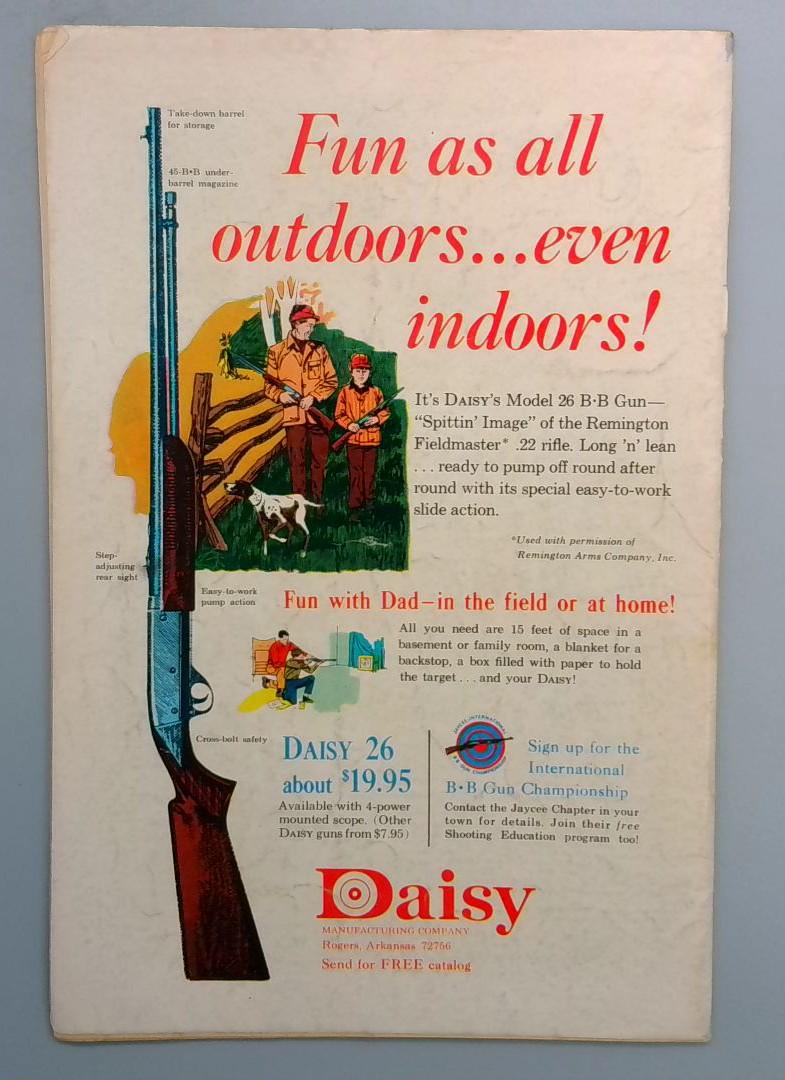 Take-down barrel
for storage
45-B•B under-
barrel magazine
Fun as all
outdoors...even
indoors!
It's DAISY's Model 26 B·B Gun—
“Spittin' Image” of the Remington
Fieldmaster* .22 rifle. Long 'n' lean
... ready to pump off round after
round with its special easy-to-work
slide action.
*Used with permission of
Remington Arms Company, Inc.
Step-
adjusting
rear sight
Easy-to-work
pump action
Fun with Dad—in the field or at home!
All you need are 15 feet of space in a
basement or family room, a blanket for a
backstop, a box filled with paper to hold
the target ... and your DAISY!
Cross-bolt safety
DAISY 26
about $19.95
Available with 4-power
mounted scope. (Other
DAISY guns from $7.95)
JAYCEE INTERNATIONAL
B·B GUN CHAMPIONSHIP
Sign up for the
International
B•B Gun Championship
Contact the Jaycee Chapter in your
town for details. Join their free
Shooting Education program too!
Daisy
MANUFACTURING COMPANY
Rogers, Arkansas 72756
Send for FREE catalog